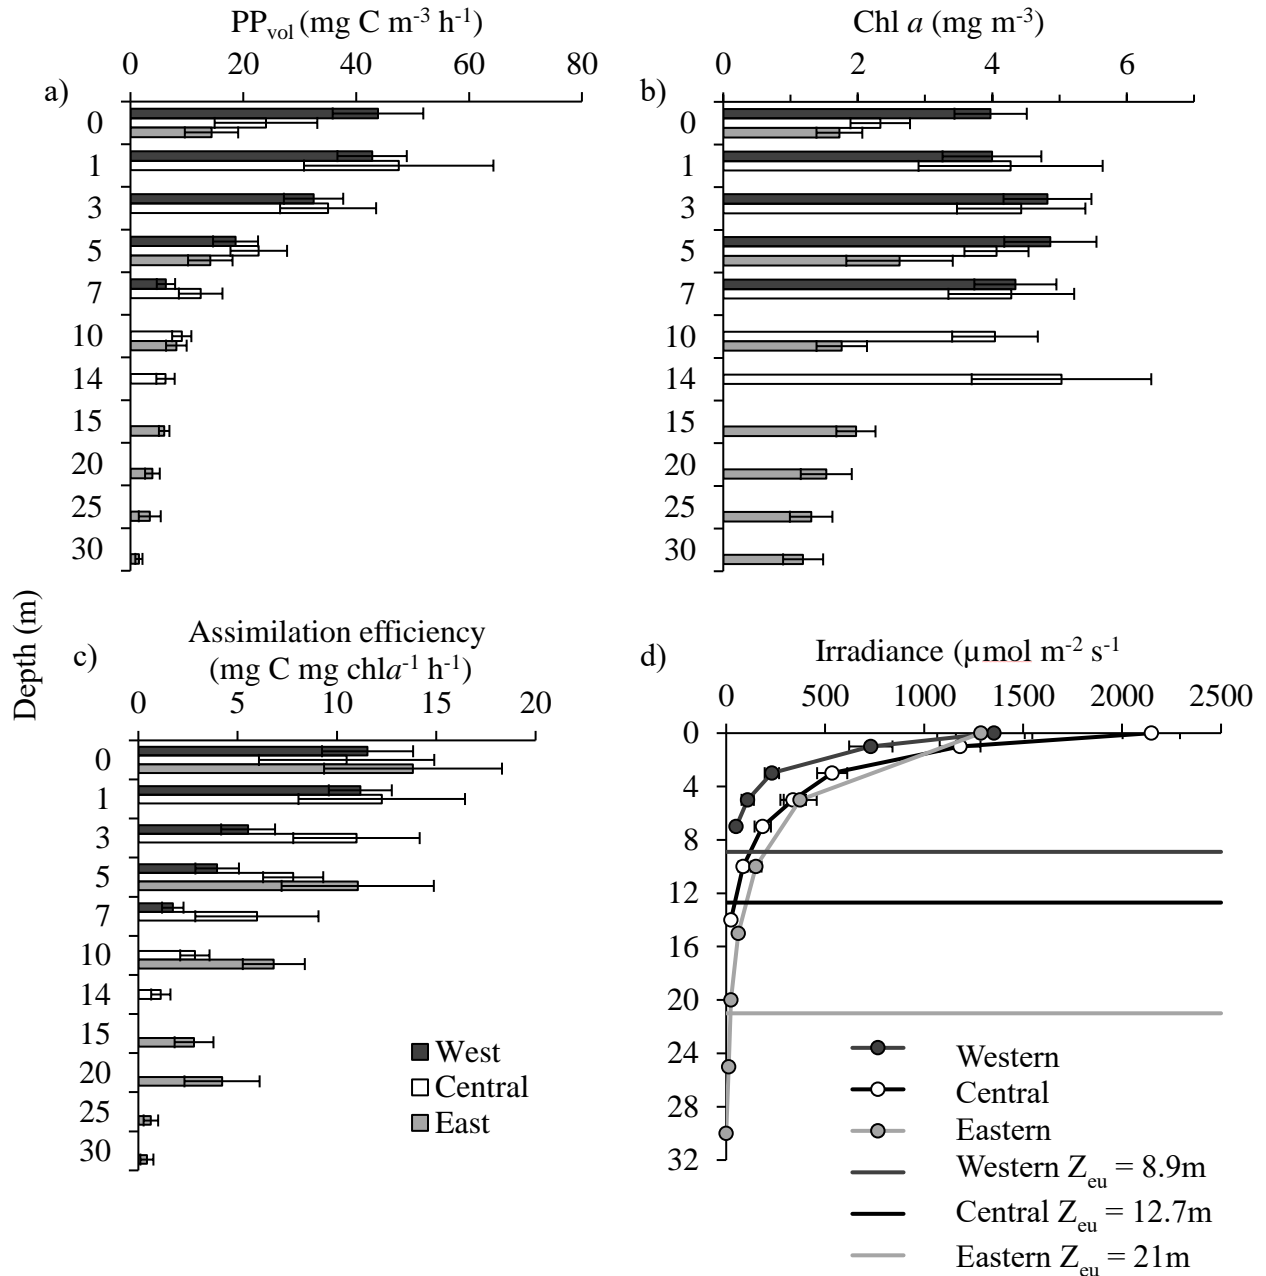 PPvol (mg C m-3 h-1)
0 20 40 60 80
a)
0
1
3
5
7
10
14
15
20
25
30
Chl a (mg m-3)
0 2 4 6
b)
0
1
3
5
7
10
14
15
20
25
30
Depth (m)
Assimilation efficiency
c) (mg C mg chla-1 h-1)
0 5 10 15 20
0
1
3
5
7
10
14
15
20
25
30
West
Central
East
d) Irradiance (µmol m-2 s-1
0 500 1000 1500 2000 2500
0
4
8
12
16
20
24
28
32
Western
Central
Eastern
Western Zeu = 8.9m
Central Zeu = 12.7m
Eastern Zeu = 21m